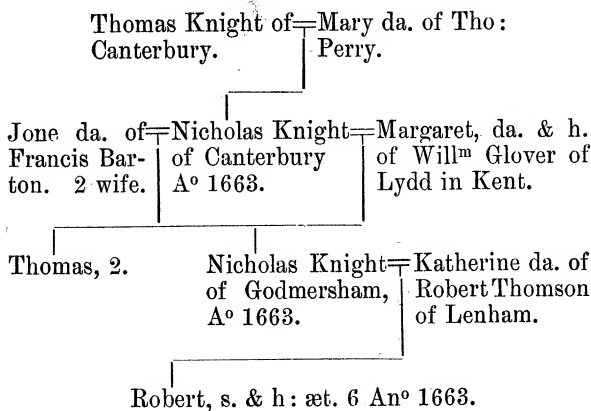 Thomas Knight of═Mary da. of Tho:
Canterbury. Perry.
Jone da. of═Nicholas Knight═Margaret, da. & h.
Francis Bar- of Canterbury of Willᵐ Glover of
ton. 2 wife. Aº 1663. Lydd in Kent.
Thomas, 2. Nicholas Knight═Katherine da. of
of Godmersham, Robert Thomson
Aº 1663. of Lenham.
Robert, s. & h: æt. 6 Anº 1663.